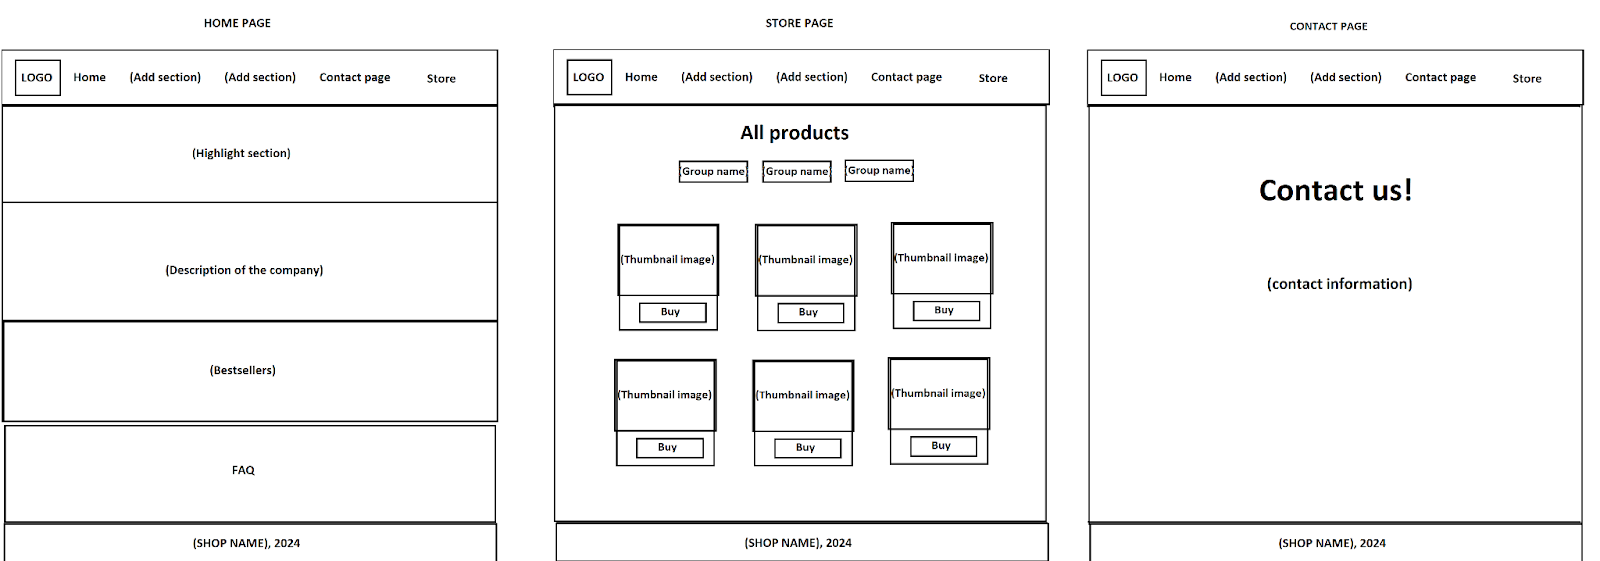 HOME PAGE
LOGO Home (Add section) (Add section) Contact page Store
(Highlight section)
(Description of the company)
(Bestsellers)
FAQ
(SHOP NAME), 2024
STORE PAGE
LOGO Home (Add section) (Add section) Contact page Store
All products
(Group name) (Group name) (Group name)
(Thumbnail image) (Thumbnail image) (Thumbnail image)
Buy Buy Buy
(Thumbnail image) (Thumbnail image) (Thumbnail image)
Buy Buy Buy
(SHOP NAME), 2024
CONTACT PAGE
LOGO Home (Add section) (Add section) Contact page Store
Contact us!
(contact information)
(SHOP NAME), 2024